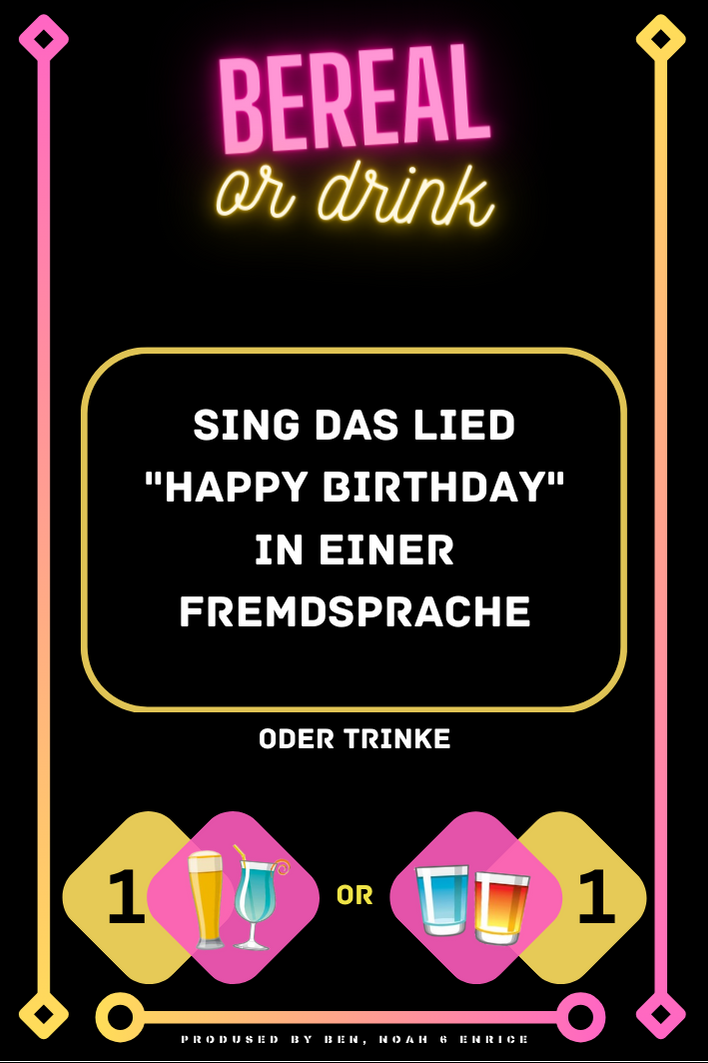 BEREAL
or drink
SING DAS LIED
"HAPPY BIRTHDAY"
IN EINER
FREMDSPRACHE
ODER TRINKE
1 OR 1
PRODUSED BY BEN, NOAH 6 ENRICE